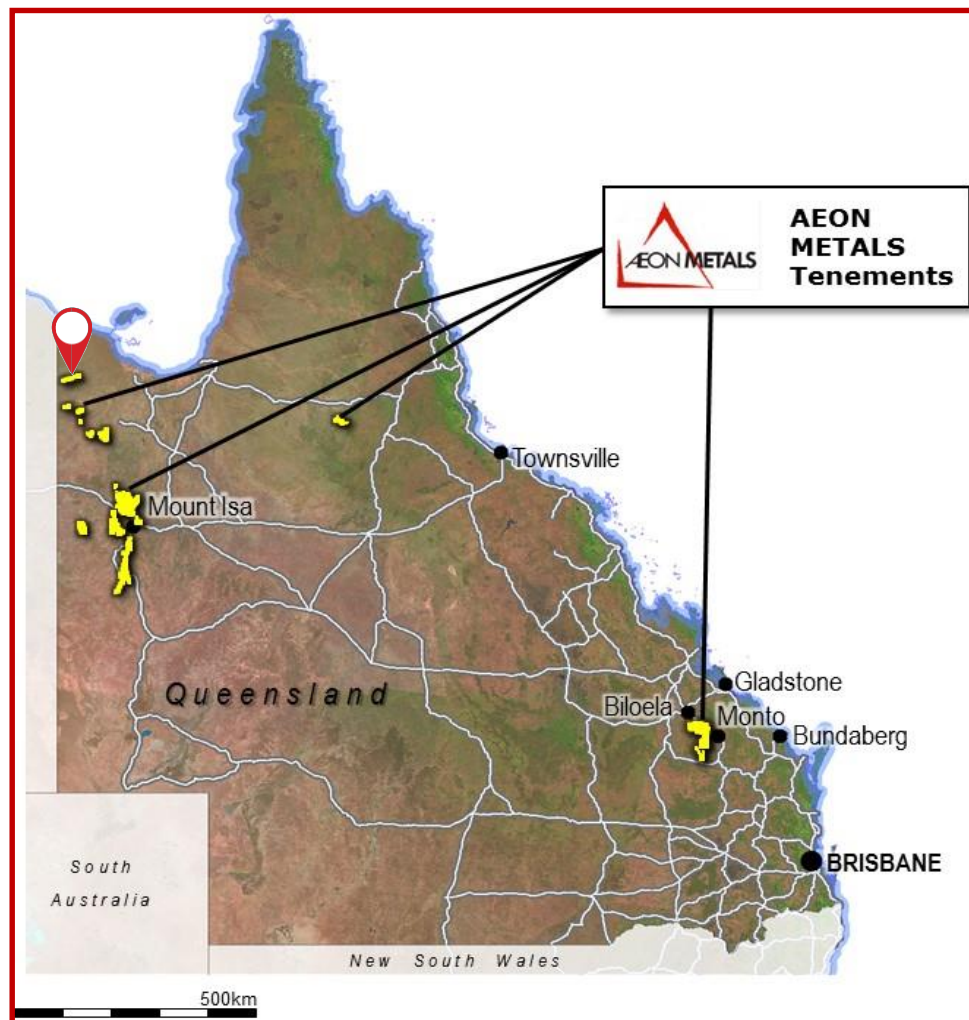 AEON
METALS
Tenements
AEON METALS
Townsville
Mount Isa
Queensland
Gladstone
Biloela
Monto
Bundaberg
BRISBANE
South
Australia
New South Wales
500km